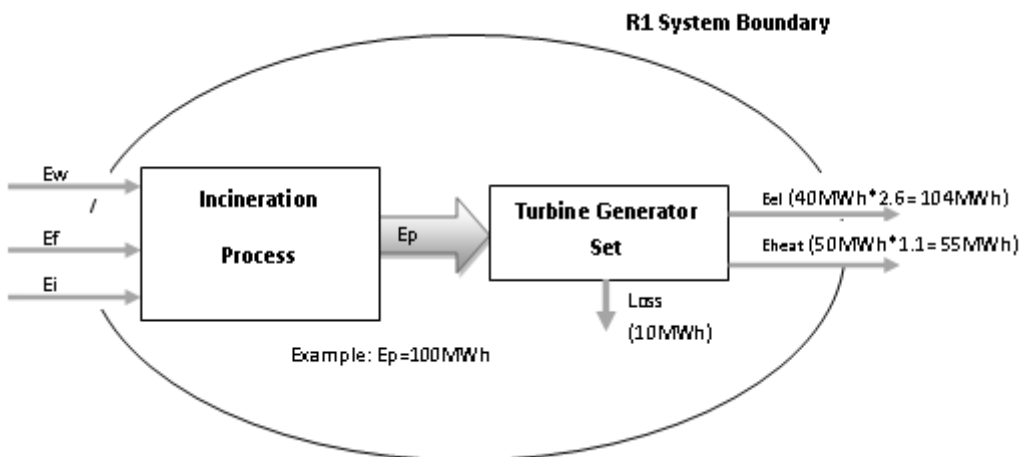 R1 System Boundary
Ew
/
Ef
Ei
Incineration
Process
Ep
Turbine Generator
Set
Eel (40MWh*2.6=104MWh)
Eheat (50MWh*1.1=55MWh)
Loss
(10MWh)
Example: Ep=100MWh